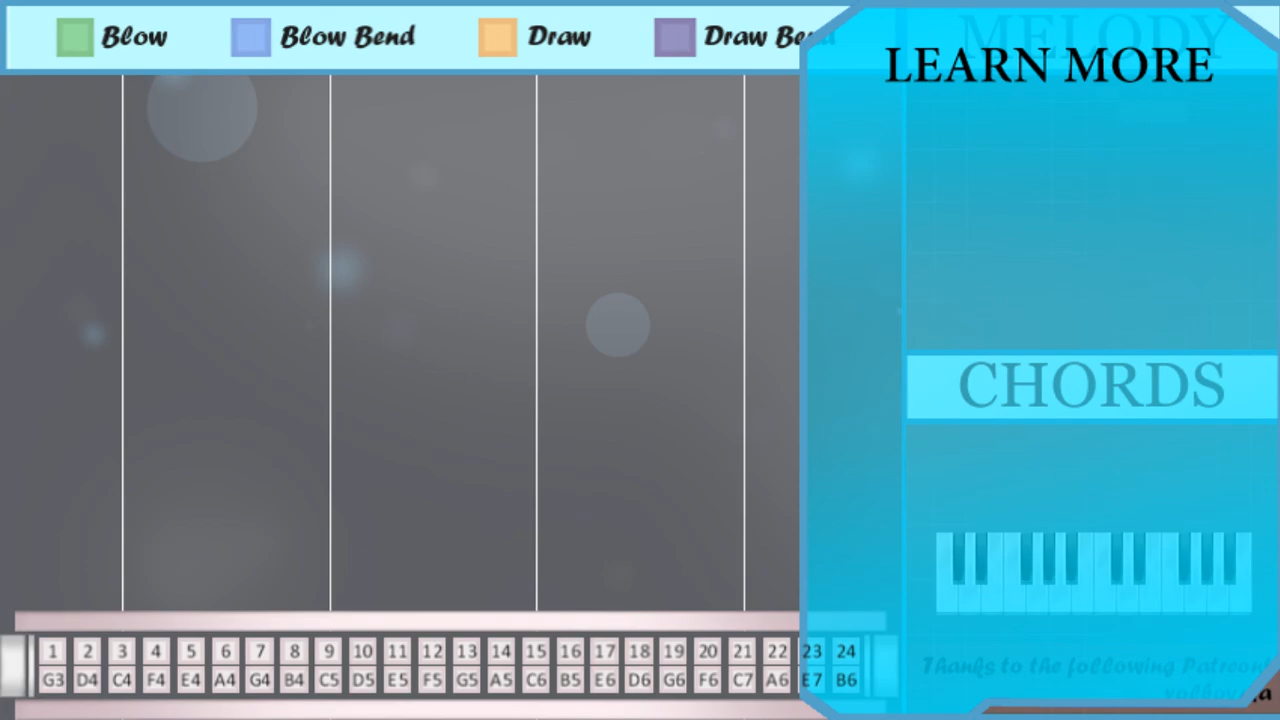 Blow Blow Bend Draw Draw Bend
MELODY
LEARN MORE
CHORDS
1 2 3 4 5 6 7 8 9 10 11 12 13 14 15 16 17 18 19 20 21 22 23 24
G3 D4 C4 F4 E4 A4 G4 B4 C5 D5 E5 F5 G5 A5 C6 B5 E6 D6 G6 F6 C7 A6 E7 B6
Thanks to the following Patreon